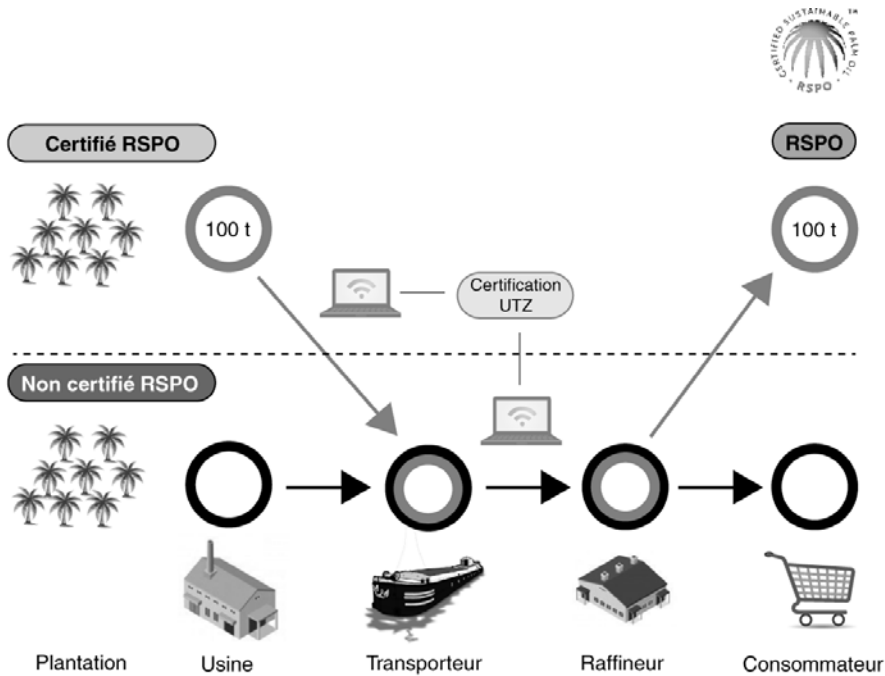 CERTIFIED SUSTAINABLE PALM OIL
TM
RSPO
Certifié RSPO
RSPO
100 t
100 t
Certification
UTZ
Non certifié RSPO
Plantation
Usine
Transporteur
Raffineur
Consommateur